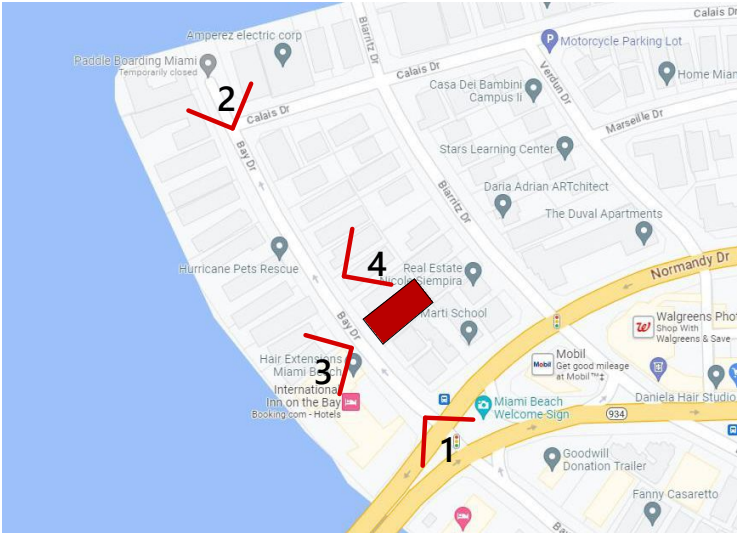 Calais Dr
Amperez electric corp
Biarritz Dr
Motorcycle Parking Lot
Paddle Boarding Miami
Temporarily closed
Calais Dr
Home Miam
Casa Dei Bambini
Campus Ii
Verdun Dr
2
Calais Dr
Marseille Dr
Bay Dr
Stars Learning Center
Daria Adrian ARTchitect
Biarritz Dr
The Duval Apartments
Hurricane Pets Rescue
4
Real Estate
Nicole Siempira
Normandy Dr
Marti School
Bay Dr
Walgreens Phot
Shop With
Walgreens & Save
Hair Extensions
Miami Beach
3
Mobil
Mobil
Get good mileage
at Mobil™‡
International
Inn on the Bay
Booking.com - Hotels
Miami Beach
Welcome Sign
934
Daniela Hair Studio
1
Goodwill
Donation Trailer
Fanny Casaretto
Ba